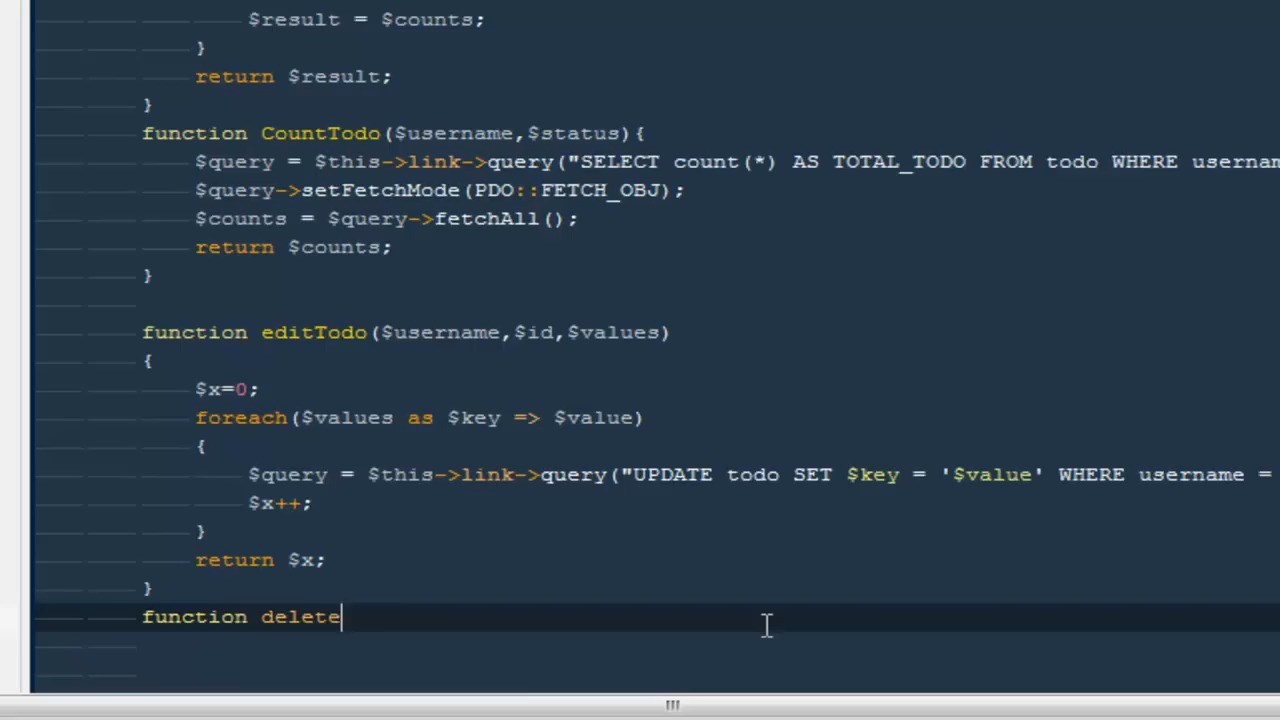 $result = $counts;
}
return $result;
}
function CountTodo($username,$status){
$query = $this->link->query("SELECT count(*) AS TOTAL_TODO FROM todo WHERE
$query->setFetchMode(PDO::FETCH_OBJ);
$counts = $query->fetchAll();
return $counts;
}
function editTodo($username,$id,$values)
{
$x=0;
foreach($values as $key => $value)
{
$query = $this->link->query("UPDATE todo SET $key = '$value' WHERE username =
$x++;
}
return $x;
}
function delete